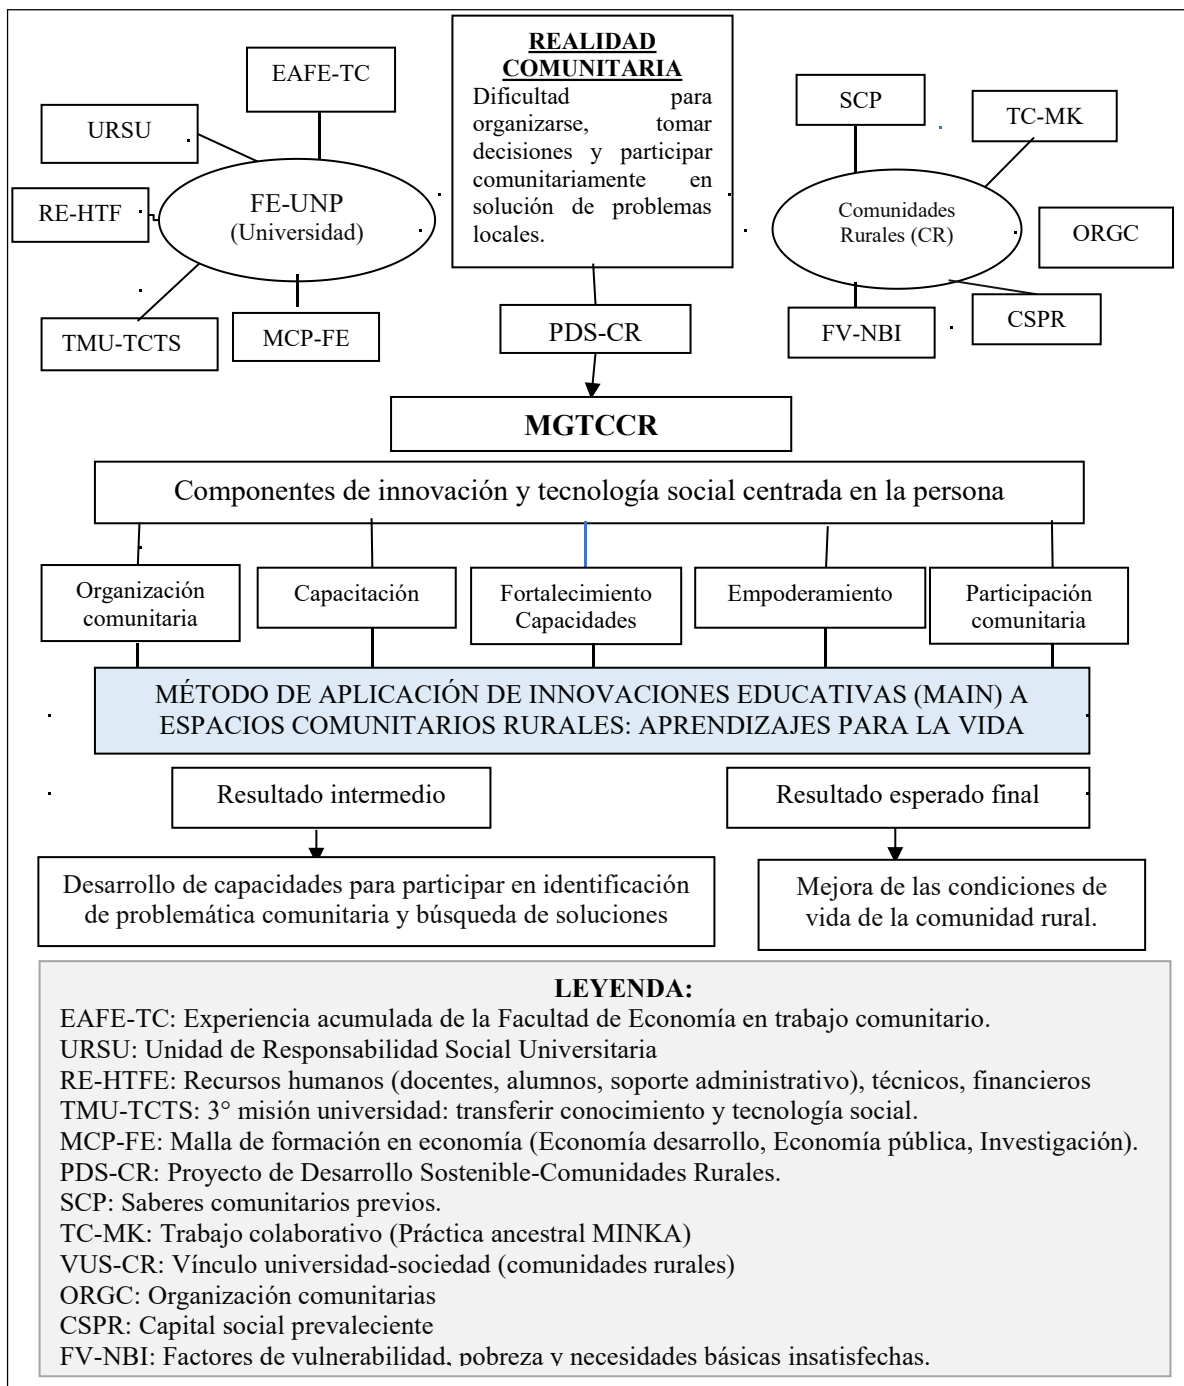 REALIDAD
COMUNITARIA
Dificultad para
organizarse, tomar
decisiones y participar
comunitariamente en
solución de problemas
locales.
EAFE-TC
URSU
RE-HTF
FE-UNP
(Universidad)
TMU-TCTS
MCP-FE
SCP
TC-MK
Comunidades
Rurales (CR)
ORGC
CSPR
FV-NBI
PDS-CR
MGTCCR
Componentes de innovación y tecnología social centrada en la persona
Organización
comunitaria
Capacitación
Fortalecimiento
Capacidades
Empoderamiento
Participación
comunitaria
MÉTODO DE APLICACIÓN DE INNOVACIONES EDUCATIVAS (MAIN) A
ESPACIOS COMUNITARIOS RURALES: APRENDIZAJES PARA LA VIDA
Resultado intermedio
Resultado esperado final
Desarrollo de capacidades para participar en identificación
de problemática comunitaria y búsqueda de soluciones
Mejora de las condiciones de
vida de la comunidad rural.
LEYENDA:
EAFE-TC: Experiencia acumulada de la Facultad de Economía en trabajo comunitario.
URSU: Unidad de Responsabilidad Social Universitaria
RE-HTFE: Recursos humanos (docentes, alumnos, soporte administrativo), técnicos, financieros
TMU-TCTS: 3° misión universidad: transferir conocimiento y tecnología social.
MCP-FE: Malla de formación en economía (Economía desarrollo, Economía pública, Investigación).
PDS-CR: Proyecto de Desarrollo Sostenible-Comunidades Rurales.
SCP: Saberes comunitarios previos.
TC-MK: Trabajo colaborativo (Práctica ancestral MINKA)
VUS-CR: Vínculo universidad-sociedad (comunidades rurales)
ORGC: Organización comunitarias
CSPR: Capital social prevaleciente
FV-NBI: Factores de vulnerabilidad, pobreza y necesidades básicas insatisfechas.